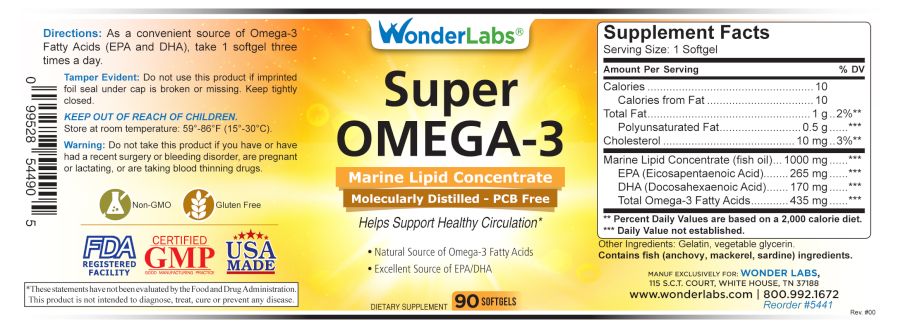 Directions: As a convenient source of Omega-3
Fatty Acids (EPA and DHA), take 1 softgel three
times a day.
Tamper Evident: Do not use this product if imprinted
foil seal under cap is broken or missing. Keep tightly
closed.
KEEP OUT OF REACH OF CHILDREN.
Store at room temperature: 59°-86°F (15°-30°C).
Warning: Do not take this product if you have or have
had a recent surgery or bleeding disorder, are pregnant
or lactating, or are taking blood thinning drugs.
0 99528 54490 5
Non-GMO
Gluten Free
FDA
REGISTERED
FACILITY
CERTIFIED
GMP
GOOD MANUFACTURING PRACTICE
USA
MADE
*These statements have not been evaluated by the Food and Drug Administration.
This product is not intended to diagnose, treat, cure or prevent any disease.
WonderLabs®
Super
OMEGA-3
Marine Lipid Concentrate
Molecularly Distilled - PCB Free
Helps Support Healthy Circulation*
• Natural Source of Omega-3 Fatty Acids
• Excellent Source of EPA/DHA
DIETARY SUPPLEMENT 90 SOFTGELS
Supplement Facts
Serving Size: 1 Softgel
Amount Per Serving % DV
Calories 10
Calories from Fat 10
Total Fat 1 g 2%**
Polyunsaturated Fat 0.5 g ***
Cholesterol 10 mg 3%**
Marine Lipid Concentrate (fish oil) 1000 mg ***
EPA (Eicosapentaenoic Acid) 265 mg ***
DHA (Docosahexaenoic Acid) 170 mg ***
Total Omega-3 Fatty Acids 435 mg ***
** Percent Daily Values are based on a 2,000 calorie diet.
*** Daily Value not established.
Other Ingredients: Gelatin, vegetable glycerin.
Contains fish (anchovy, mackerel, sardine) ingredients.
MANUF EXCLUSIVELY FOR: WONDER LABS,
115 S.C.T. COURT, WHITE HOUSE, TN 37188
www.wonderlabs.com | 800.992.1672
Reorder #5441
Rev. #00